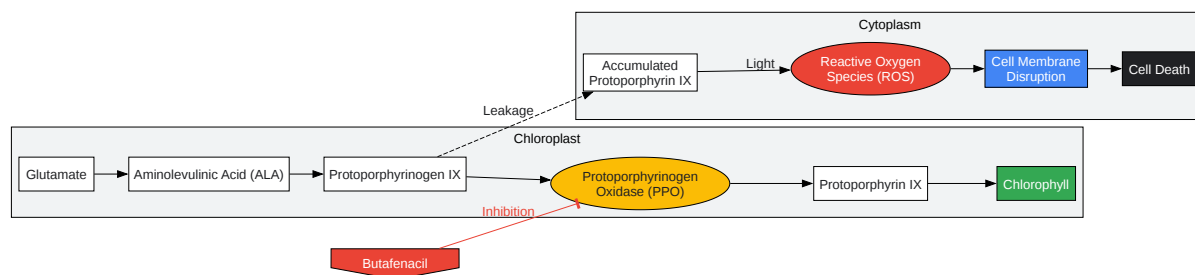 Cytoplasm
Accumulated
Protoporphyrin IX
Light
Reactive Oxygen
Species (ROS)
Cell Membrane
Disruption
Cell Death
Leakage
Chloroplast
Glutamate
Aminolevulinic Acid (ALA)
Protoporphyrinogen IX
Protoporphyrinogen
Oxidase (PPO)
Protoporphyrin IX
Chlorophyll
Inhibition
Butafenacil